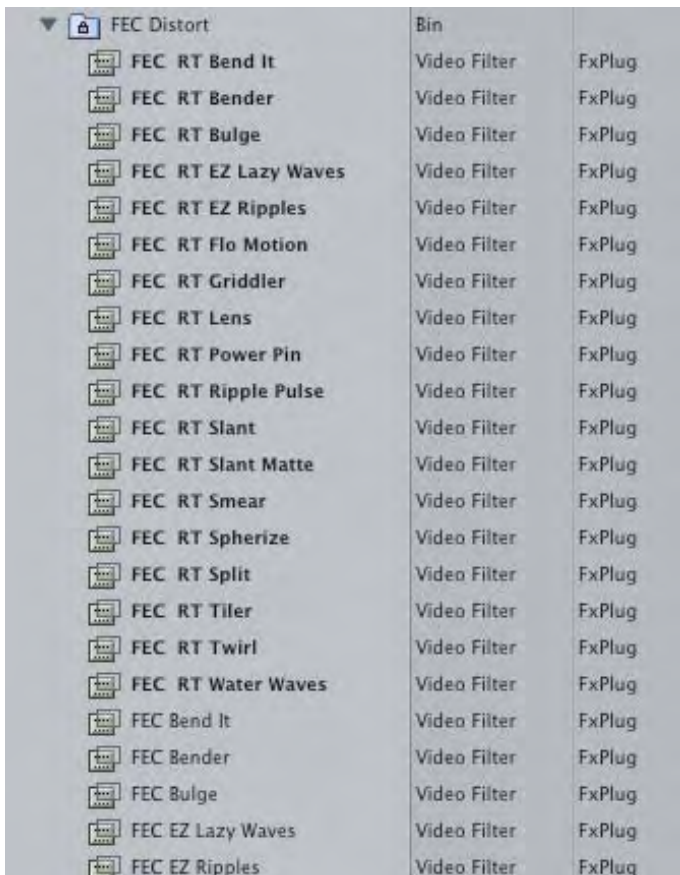 FEC Distort Bin
FEC RT Bend It Video Filter FxPlug
FEC RT Bender Video Filter FxPlug
FEC RT Bulge Video Filter FxPlug
FEC RT EZ Lazy Waves Video Filter FxPlug
FEC RT EZ Ripples Video Filter FxPlug
FEC RT Flo Motion Video Filter FxPlug
FEC RT Griddler Video Filter FxPlug
FEC RT Lens Video Filter FxPlug
FEC RT Power Pin Video Filter FxPlug
FEC RT Ripple Pulse Video Filter FxPlug
FEC RT Slant Video Filter FxPlug
FEC RT Slant Matte Video Filter FxPlug
FEC RT Smear Video Filter FxPlug
FEC RT Spherize Video Filter FxPlug
FEC RT Split Video Filter FxPlug
FEC RT Tiler Video Filter FxPlug
FEC RT Twirl Video Filter FxPlug
FEC RT Water Waves Video Filter FxPlug
FEC Bend It Video Filter FxPlug
FEC Bender Video Filter FxPlug
FEC Bulge Video Filter FxPlug
FEC EZ Lazy Waves Video Filter FxPlug
FEC EZ Ripples Video Filter FxPlug